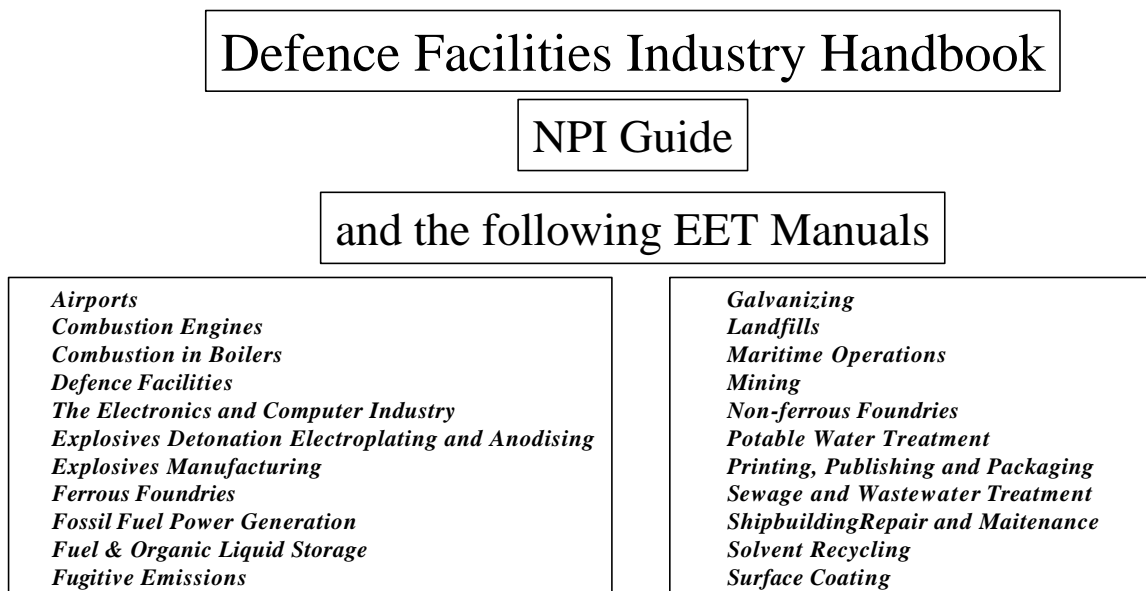 Defence Facilities Industry Handbook
NPI Guide
and the following EET Manuals
Airports
Combustion Engines
Combustion in Boilers
Defence Facilities
The Electronics and Computer Industry
Explosives Detonation Electroplating and Anodising
Explosives Manufacturing
Ferrous Foundries
Fossil Fuel Power Generation
Fuel & Organic Liquid Storage
Fugitive Emissions
Galvanizing
Landfills
Maritime Operations
Mining
Non-ferrous Foundries
Potable Water Treatment
Printing, Publishing and Packaging
Sewage and Wastewater Treatment
ShipbuildingRepair and Maitenance
Solvent Recycling
Surface Coating